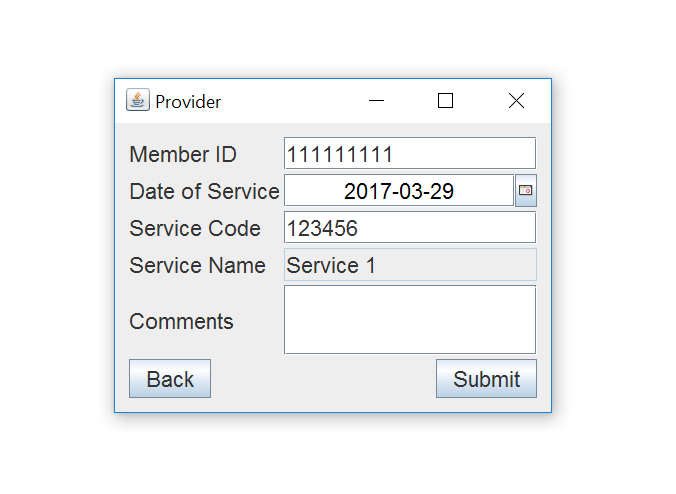 Provider
Member ID 111111111
Date of Service 2017-03-29
Service Code 123456
Service Name Service 1
Comments
Back Submit